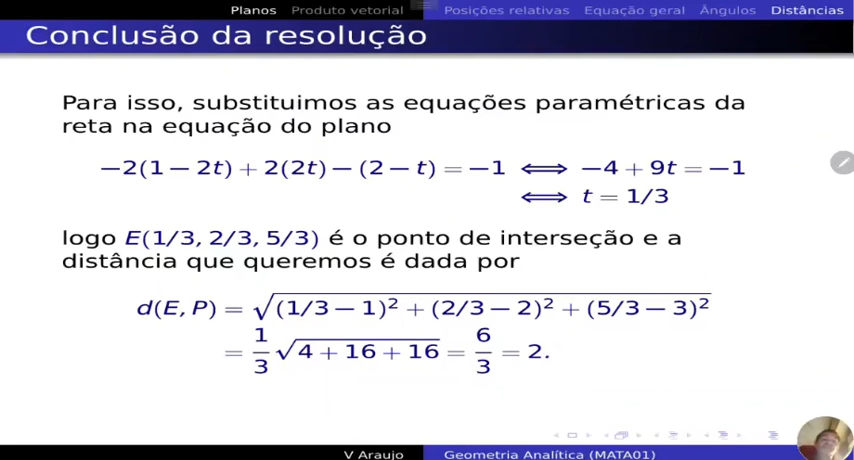 Planos Produto vetorial Posições relativas Equação geral Ângulos Distâncias
Conclusão da resolução
Para isso, substituimos as equações paramétricas da
reta na equação do plano
−2(1 − 2t) + 2(2t) − (2 − t) = −1 ⟺ −4 + 9t = −1
⟺ t = 1/3
logo E(1/3, 2/3, 5/3) é o ponto de interseção e a
distância que queremos é dada por
d(E, P) = √((1/3 − 1)² + (2/3 − 2)² + (5/3 − 3)²)
= 1/3 √(4 + 16 + 16) = 6/3 = 2.
V Araujo Geometria Analítica (MATA01)